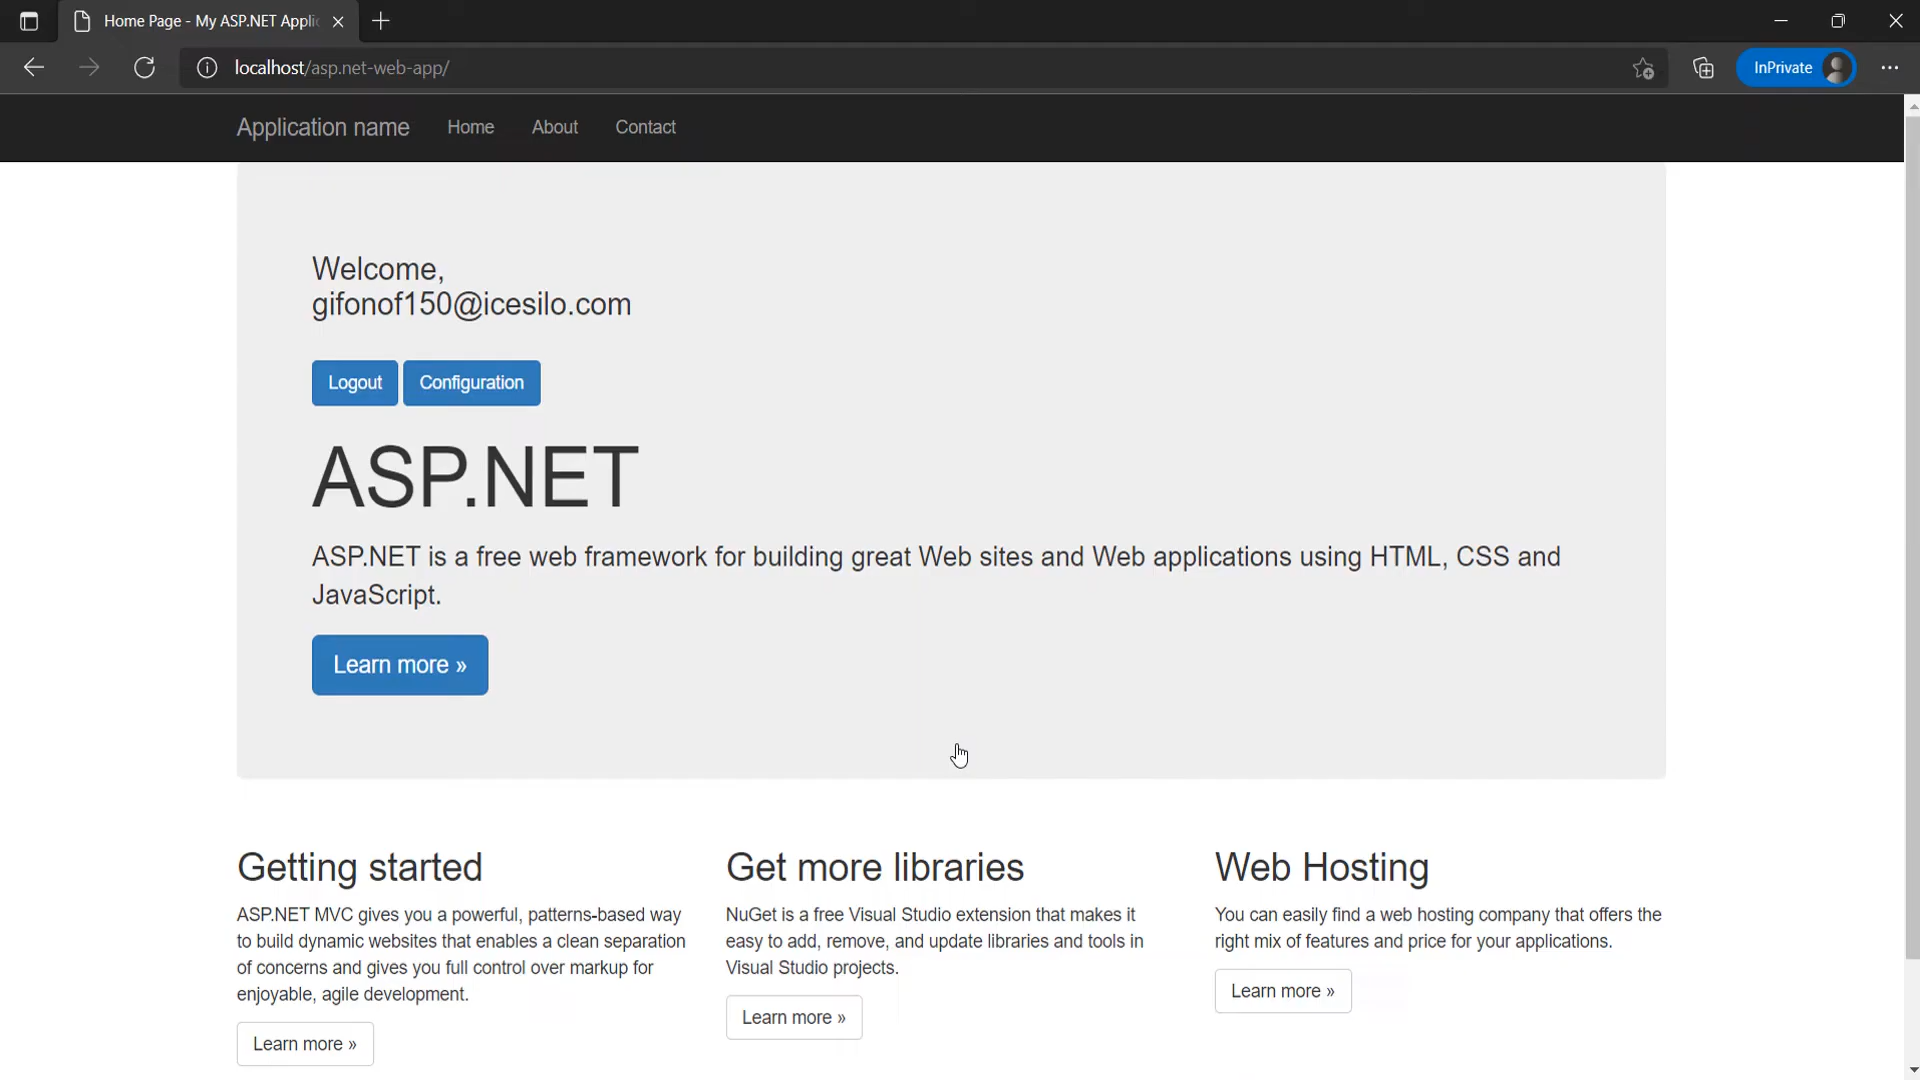 Home Page - My ASP.NET Appli
localhost/asp.net-web-app/
InPrivate
Application name
Home
About
Contact
Welcome,
gifonof150@icesilo.com
Logout
Configuration
ASP.NET
ASP.NET is a free web framework for building great Web sites and Web applications using HTML, CSS and
JavaScript.
Learn more »
Getting started
ASP.NET MVC gives you a powerful, patterns-based way
to build dynamic websites that enables a clean separation
of concerns and gives you full control over markup for
enjoyable, agile development.
Learn more »
Get more libraries
NuGet is a free Visual Studio extension that makes it
easy to add, remove, and update libraries and tools in
Visual Studio projects.
Learn more »
Web Hosting
You can easily find a web hosting company that offers the
right mix of features and price for your applications.
Learn more »